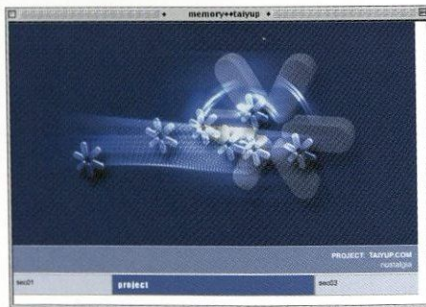 memory++taiyup
PROJECT: TAIYUP.COM
nostalgia
sec01
project
sec03